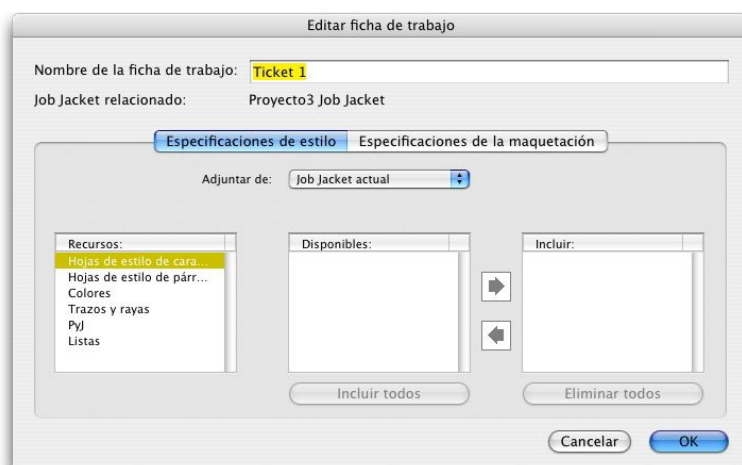 Editar ficha de trabajo
Nombre de la ficha de trabajo: Ticket 1
Job Jacket relacionado: Proyecto3 Job Jacket
Especificaciones de estilo Especificaciones de la maquetación
Adjuntar de: Job Jacket actual
Recursos: Disponibles: Incluir:
Hojas de estilo de cara...
Hojas de estilo de párr...
Colores
Trazos y rayas
PyJ
Listas
Incluir todos Eliminar todos
Cancelar OK